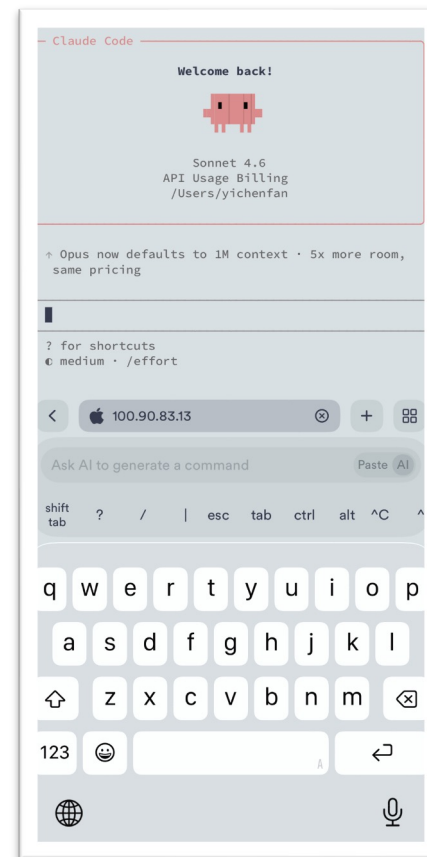 Claude Code
Welcome back!
Sonnet 4.6
API Usage Billing
/Users/yichenfan
↑ Opus now defaults to 1M context · 5x more room,
same pricing
? for shortcuts
◐ medium · /effort
100.90.83.13
Ask AI to generate a command Paste AI
shift tab ? / | esc tab ctrl alt ^C ^
q w e r t y u i o p
a s d f g h j k l
z x c v b n m
123
A